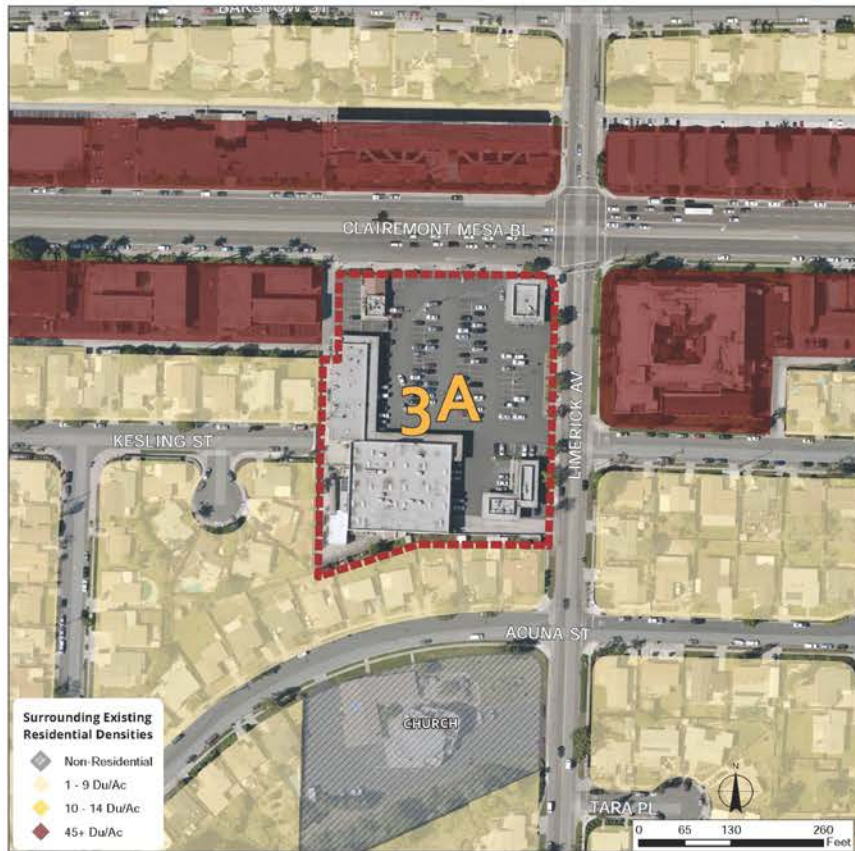 BARSTOW ST
CLAIREMONT MESA BL
3A
LIMERICK AV
KESLING ST
ACUNA ST
CHURCH
TARA PL
Surrounding Existing
Residential Densities
Non-Residential
1 - 9 Du/Ac
10 - 14 Du/Ac
45+ Du/Ac
0 65 130 260
Feet